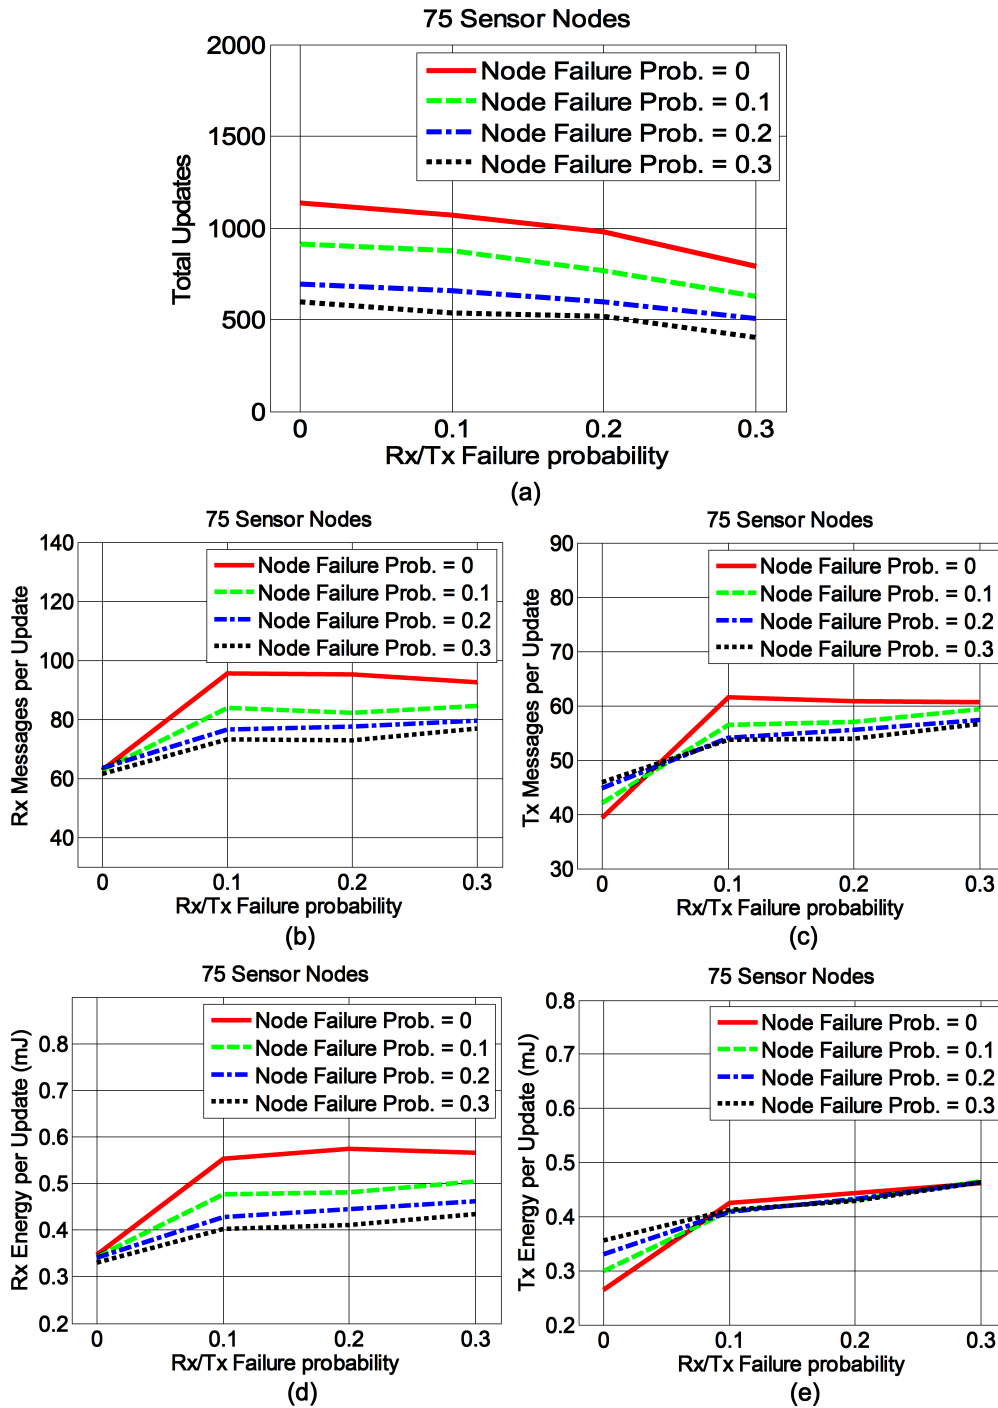 75 Sensor Nodes
2000
1500
1000
500
0
Total Updates
Node Failure Prob. = 0
Node Failure Prob. = 0.1
Node Failure Prob. = 0.2
Node Failure Prob. = 0.3
0 0.1 0.2 0.3
Rx/Tx Failure probability
(a)
75 Sensor Nodes
140
120
100
80
60
40
Rx Messages per Update
Node Failure Prob. = 0
Node Failure Prob. = 0.1
Node Failure Prob. = 0.2
Node Failure Prob. = 0.3
0 0.1 0.2 0.3
Rx/Tx Failure probability
(b)
75 Sensor Nodes
90
80
70
60
50
40
30
Tx Messages per Update
Node Failure Prob. = 0
Node Failure Prob. = 0.1
Node Failure Prob. = 0.2
Node Failure Prob. = 0.3
0 0.1 0.2 0.3
Rx/Tx Failure probability
(c)
75 Sensor Nodes
0.8
0.7
0.6
0.5
0.4
0.3
0.2
Rx Energy per Update (mJ)
Node Failure Prob. = 0
Node Failure Prob. = 0.1
Node Failure Prob. = 0.2
Node Failure Prob. = 0.3
0 0.1 0.2 0.3
Rx/Tx Failure probability
(d)
75 Sensor Nodes
0.8
0.7
0.6
0.5
0.4
0.3
0.2
Tx Energy per Update (mJ)
Node Failure Prob. = 0
Node Failure Prob. = 0.1
Node Failure Prob. = 0.2
Node Failure Prob. = 0.3
0 0.1 0.2 0.3
Rx/Tx Failure probability
(e)